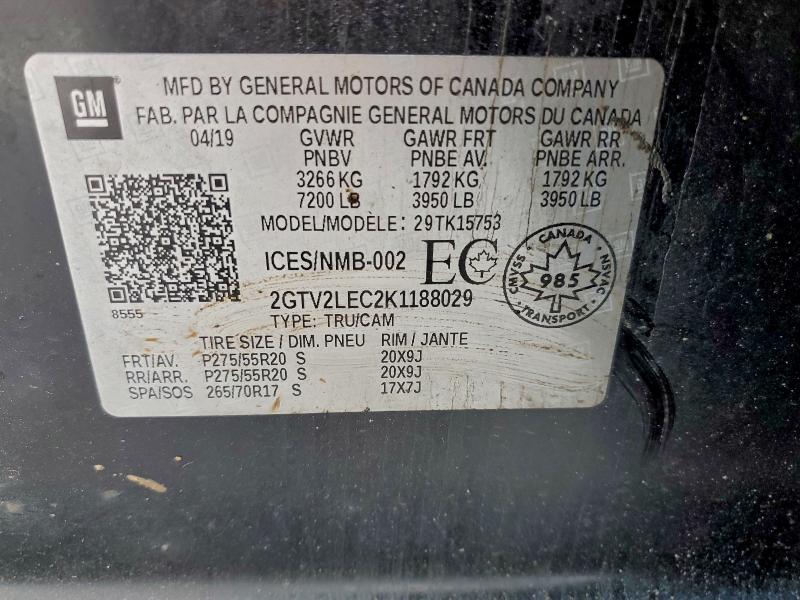 GM
MFD BY GENERAL MOTORS OF CANADA COMPANY
FAB. PAR LA COMPAGNIE GENERAL MOTORS DU CANADA
04/19 GVWR GAWR FRT GAWR RR
PNBV PNBE AV. PNBE ARR.
3266 KG 1792 KG 1792 KG
7200 LB 3950 LB 3950 LB
MODEL/MODÈLE: 29TK15753
ICES/NMB-002 EC
CANADA
CMVSS 985 NSVAC
TRANSPORT
2GTV2LEC2K1188029
8555
TYPE: TRU/CAM
TIRE SIZE / DIM. PNEU RIM / JANTE
FRT/AV. P275/55R20 S 20X9J
RR/ARR. P275/55R20 S 20X9J
SPA/SOS 265/70R17 S 17X7J